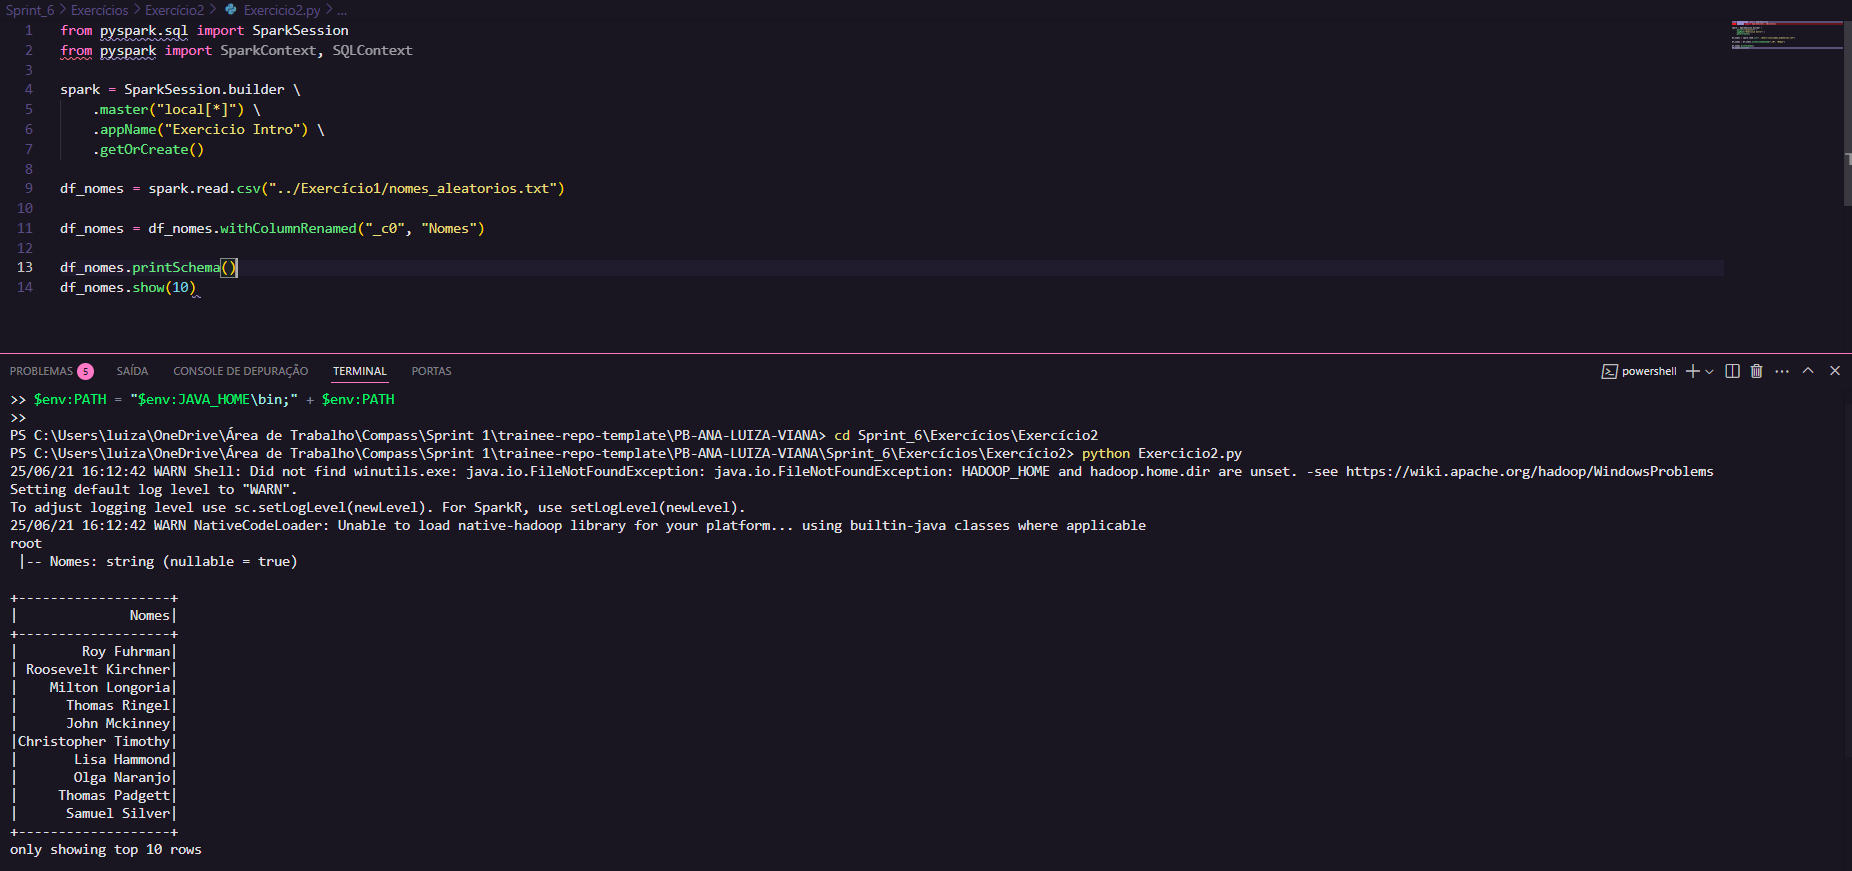 Sprint_6 > Exercícios > Exercício2 > Exercicio2.py > ...
1 from pyspark.sql import SparkSession
2 from pyspark import SparkContext, SQLContext
3
4 spark = SparkSession.builder \
5     .master("local[*]") \
6     .appName("Exercicio Intro") \
7     .getOrCreate()
8
9 df_nomes = spark.read.csv("../Exercício1/nomes_aleatorios.txt")
10
11 df_nomes = df_nomes.withColumnRenamed("_c0", "Nomes")
12
13 df_nomes.printSchema()
14 df_nomes.show(10)
PROBLEMAS 5 SAÍDA CONSOLE DE DEPURAÇÃO TERMINAL PORTAS powershell
>> $env:PATH = "$env:JAVA_HOME\bin;" + $env:PATH
>>
PS C:\Users\luiza\OneDrive\Área de Trabalho\Compass\Sprint 1\trainee-repo-template\PB-ANA-LUIZA-VIANA> cd Sprint_6\Exercícios\Exercício2
PS C:\Users\luiza\OneDrive\Área de Trabalho\Compass\Sprint 1\trainee-repo-template\PB-ANA-LUIZA-VIANA\Sprint_6\Exercícios\Exercício2> python Exercicio2.py
25/06/21 16:12:42 WARN Shell: Did not find winutils.exe: java.io.FileNotFoundException: java.io.FileNotFoundException: HADOOP_HOME and hadoop.home.dir are unset. -see https://wiki.apache.org/hadoop/WindowsProblems
Setting default log level to "WARN".
To adjust logging level use sc.setLogLevel(newLevel). For SparkR, use setLogLevel(newLevel).
25/06/21 16:12:42 WARN NativeCodeLoader: Unable to load native-hadoop library for your platform... using builtin-java classes where applicable
root
 |-- Nomes: string (nullable = true)
+-------------------+
|              Nomes|
+-------------------+
|        Roy Fuhrman|
| Roosevelt Kirchner|
|    Milton Longoria|
|      Thomas Ringel|
|      John Mckinney|
|Christopher Timothy|
|       Lisa Hammond|
|       Olga Naranjo|
|     Thomas Padgett|
|      Samuel Silver|
+-------------------+
only showing top 10 rows